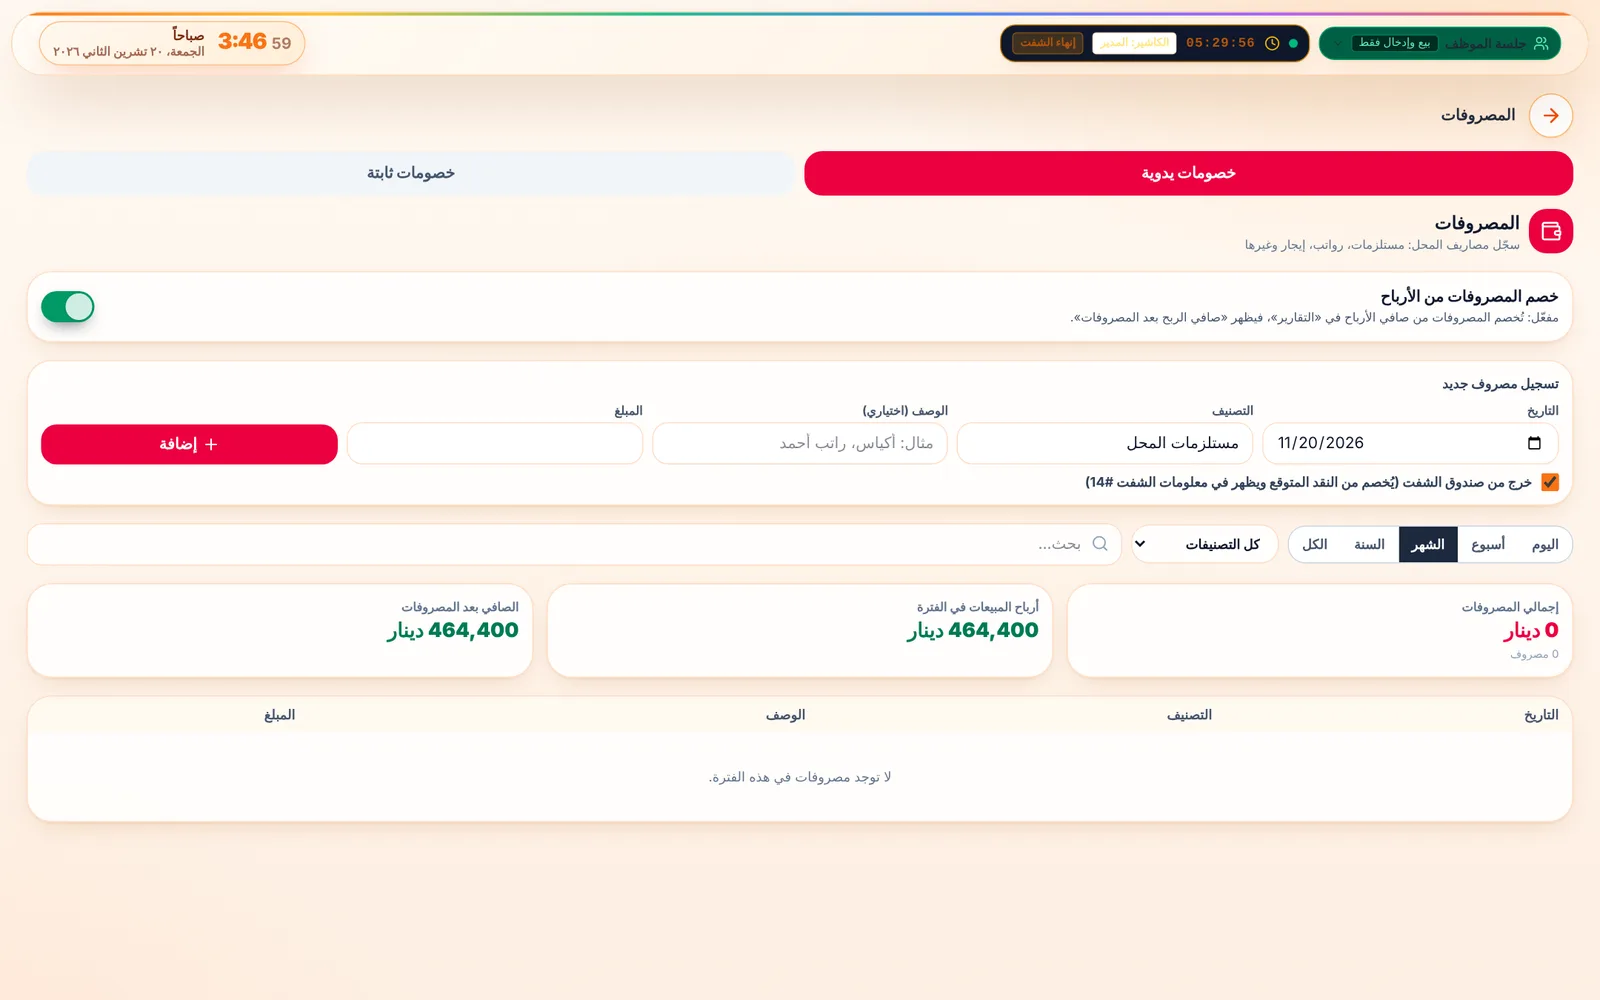 جلسة الموظف بيع وإدخال فقط
05:29:56 الكاشير: المدير إنهاء الشفت
3:46 59 صباحاً
الجمعة، ٢٠ تشرين الثاني ٢٠٢٦
المصروفات
خصومات يدوية
خصومات ثابتة
المصروفات
سجّل مصاريف المحل: مستلزمات، رواتب، إيجار وغيرها
خصم المصروفات من الأرباح
مفعّل: تُخصم المصروفات من صافي الأرباح في «التقارير»، فيظهر «صافي الربح بعد المصروفات».
تسجيل مصروف جديد
التاريخ التصنيف الوصف (اختياري) المبلغ
11/20/2026 مستلزمات المحل مثال: أكياس، راتب أحمد + إضافة
خرج من صندوق الشفت (يُخصم من النقد المتوقع ويظهر في معلومات الشفت #14)
اليوم أسبوع الشهر السنة الكل كل التصنيفات بحث...
إجمالي المصروفات
0 دينار
0 مصروف
أرباح المبيعات في الفترة
464,400 دينار
الصافي بعد المصروفات
464,400 دينار
التاريخ التصنيف الوصف المبلغ
لا توجد مصروفات في هذه الفترة.